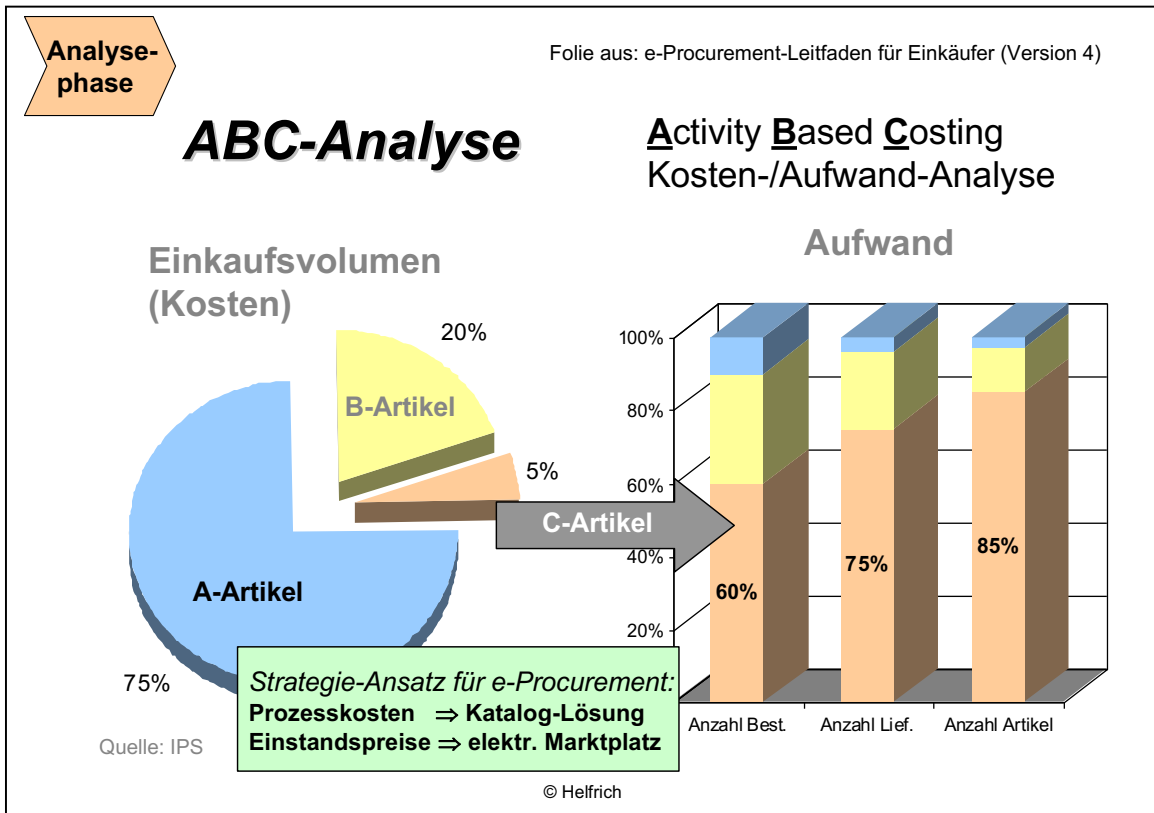 Analyse-
phase
Folie aus: e-Procurement-Leitfaden für Einkäufer (Version 4)
ABC-Analyse
Activity Based Costing
Kosten-/Aufwand-Analyse
Einkaufsvolumen
(Kosten)
20%
B-Artikel
5%
C-Artikel
A-Artikel
75%
Aufwand
100%
80%
60%
40%
20%
60%
75%
85%
Anzahl Best.
Anzahl Lief.
Anzahl Artikel
Strategie-Ansatz für e-Procurement:
Prozesskosten ⇒ Katalog-Lösung
Einstandspreise ⇒ elektr. Marktplatz
Quelle: IPS
© Helfrich